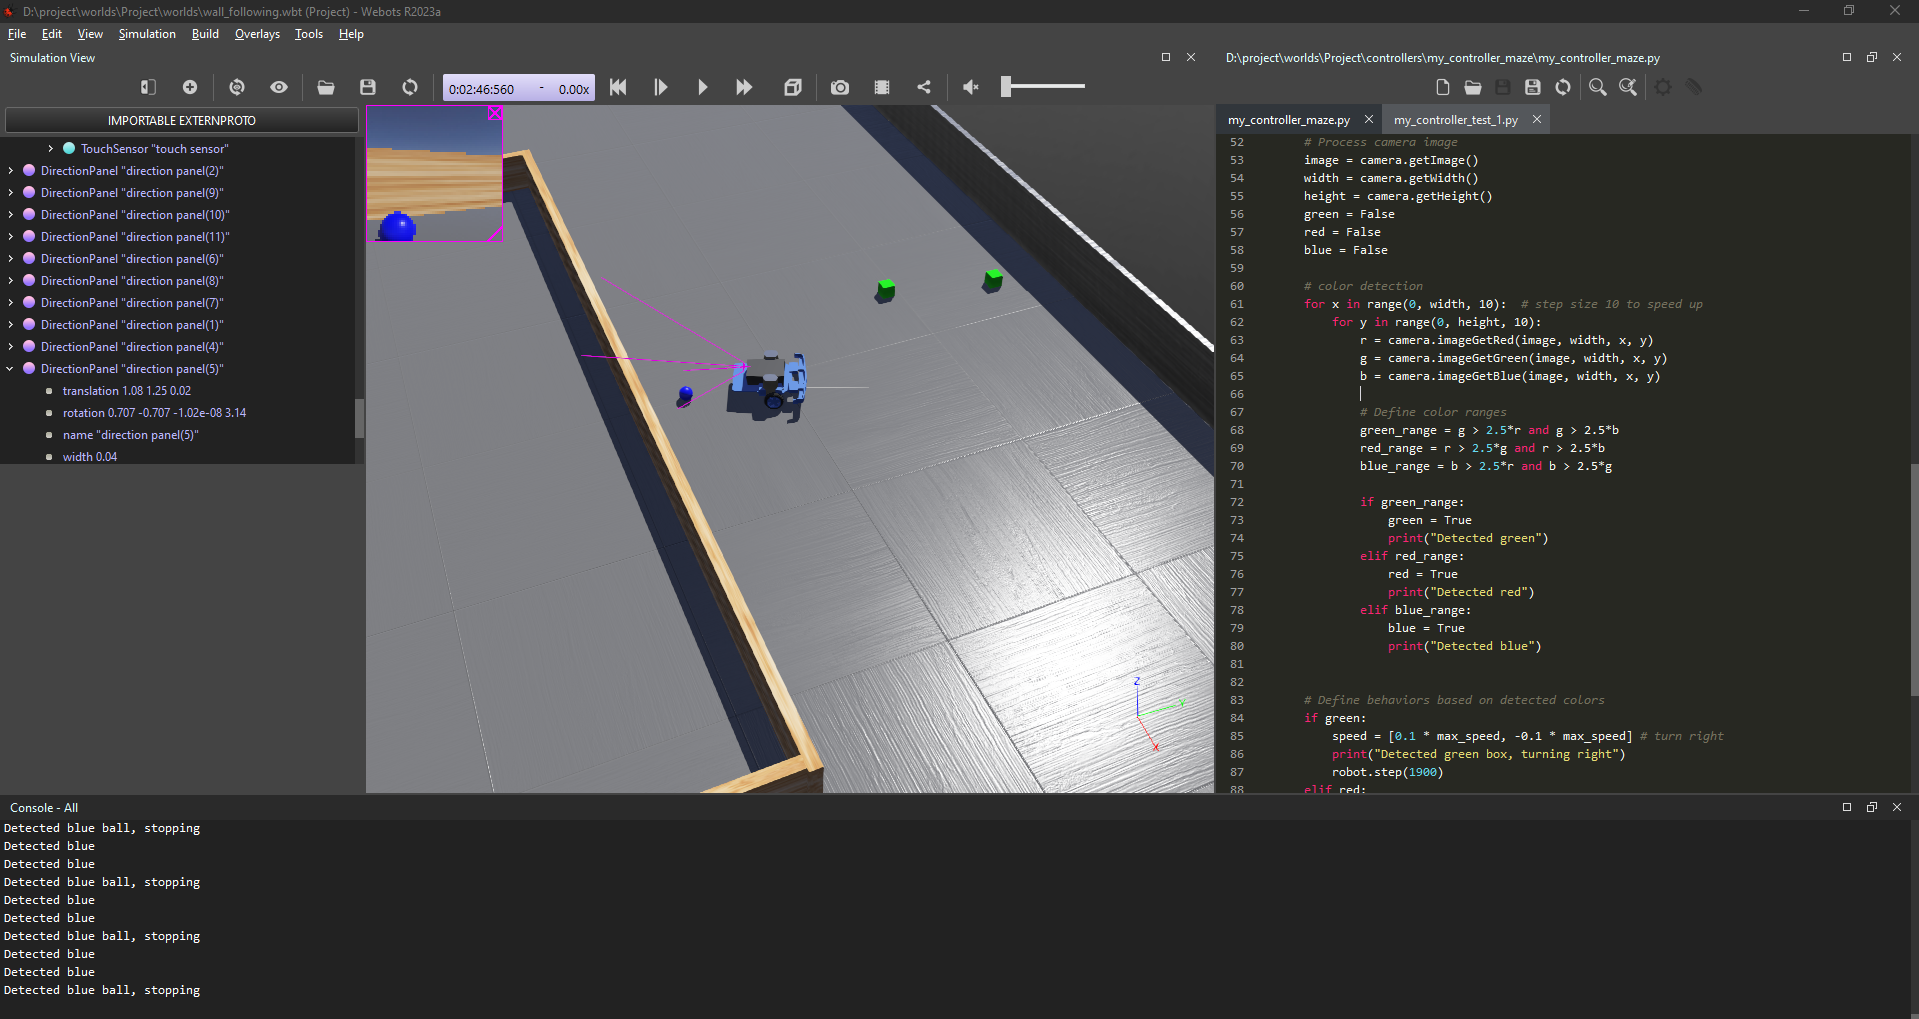 D:\project\worlds\Project\worlds\wall_following.wbt (Project) - Webots R2023a
File Edit View Simulation Build Overlays Tools Help
Simulation View
0:02:46:560 - 0.00x
IMPORTABLE EXTERNPROTO
TouchSensor "touch sensor"
DirectionPanel "direction panel(2)"
DirectionPanel "direction panel(9)"
DirectionPanel "direction panel(10)"
DirectionPanel "direction panel(11)"
DirectionPanel "direction panel(6)"
DirectionPanel "direction panel(8)"
DirectionPanel "direction panel(7)"
DirectionPanel "direction panel(1)"
DirectionPanel "direction panel(4)"
DirectionPanel "direction panel(5)"
translation 1.08 1.25 0.02
rotation 0.707 -0.707 -1.02e-08 3.14
name "direction panel(5)"
width 0.04
Z
Y
X
D:\project\worlds\Project\controllers\my_controller_maze\my_controller_maze.py
my_controller_maze.py my_controller_test_1.py
52 # Process camera image
53 image = camera.getImage()
54 width = camera.getWidth()
55 height = camera.getHeight()
56 green = False
57 red = False
58 blue = False
59
60 # color detection
61 for x in range(0, width, 10): # step size 10 to speed up
62 for y in range(0, height, 10):
63 r = camera.imageGetRed(image, width, x, y)
64 g = camera.imageGetGreen(image, width, x, y)
65 b = camera.imageGetBlue(image, width, x, y)
66
67 # Define color ranges
68 green_range = g > 2.5*r and g > 2.5*b
69 red_range = r > 2.5*g and r > 2.5*b
70 blue_range = b > 2.5*r and b > 2.5*g
71
72 if green_range:
73 green = True
74 print("Detected green")
75 elif red_range:
76 red = True
77 print("Detected red")
78 elif blue_range:
79 blue = True
80 print("Detected blue")
81
82
83 # Define behaviors based on detected colors
84 if green:
85 speed = [0.1 * max_speed, -0.1 * max_speed] # turn right
86 print("Detected green box, turning right")
87 robot.step(1900)
88 elif red:
Console - All
Detected blue ball, stopping
Detected blue
Detected blue
Detected blue ball, stopping
Detected blue
Detected blue
Detected blue ball, stopping
Detected blue
Detected blue
Detected blue ball, stopping